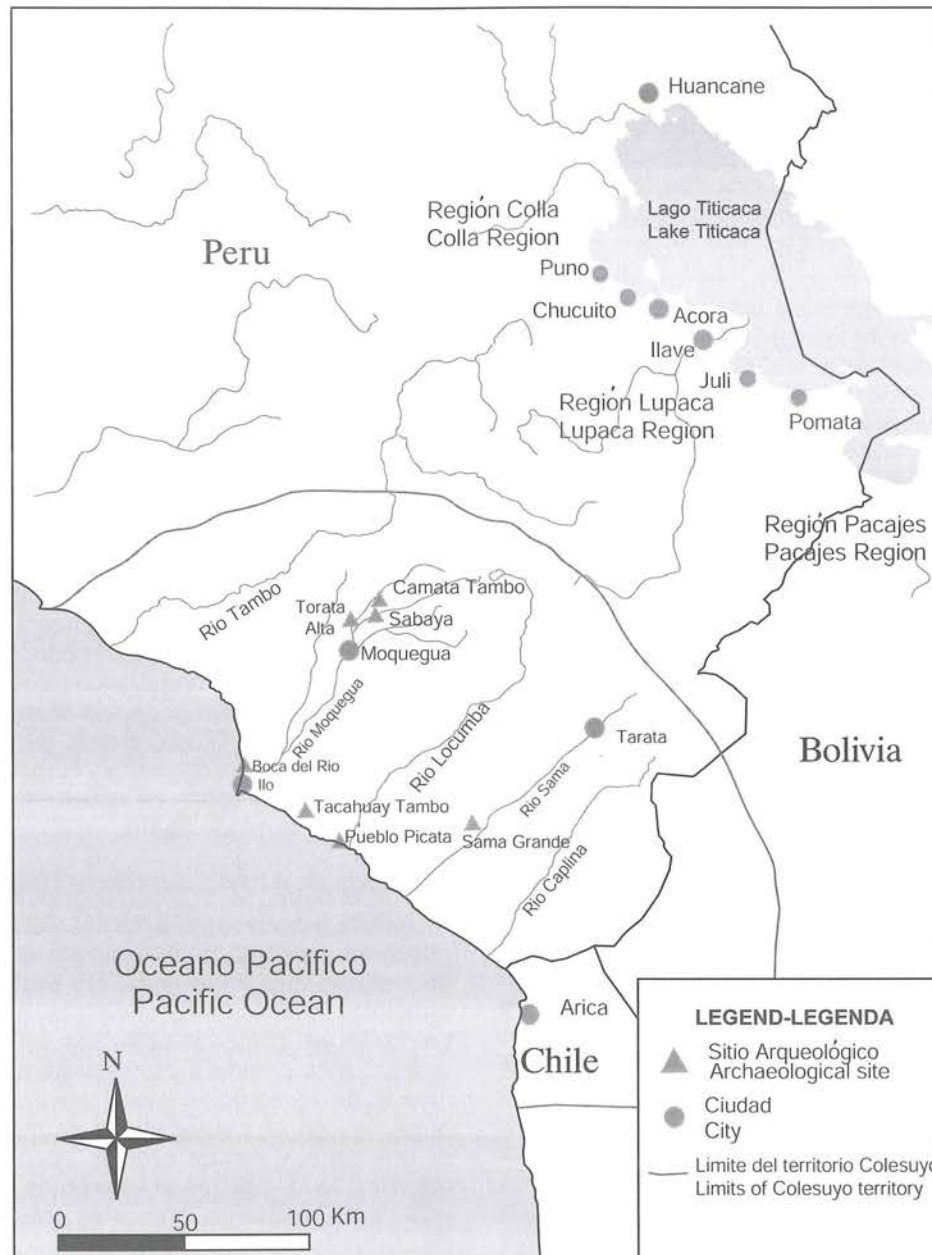 Huancane
Lago Titicaca
Lake Titicaca
Región Colla
Colla Region
Peru
Puno
Chucuito
Acora
Ilave
Juli
Región Lupaca
Lupaca Region
Pomata
Región Pacajes
Pacajes Region
Rio Tambo
Camata Tambo
Torata
Alta
Sabaya
Moquegua
Rio Moquegua
Rio Locumba
Tarata
Bolivia
Boca del Rio
Ilo
Rio Sama
Tacahuay Tambo
Pueblo Picata
Sama Grande
Rio Caplina
Oceano Pacífico
Pacific Ocean
Arica
Chile
N
0 50 100 Km
LEGEND-LEGENDA
Sitio Arqueológico
Archaeological site
Ciudad
City
Limite del territorio Colesuyo
Limits of Colesuyo territory